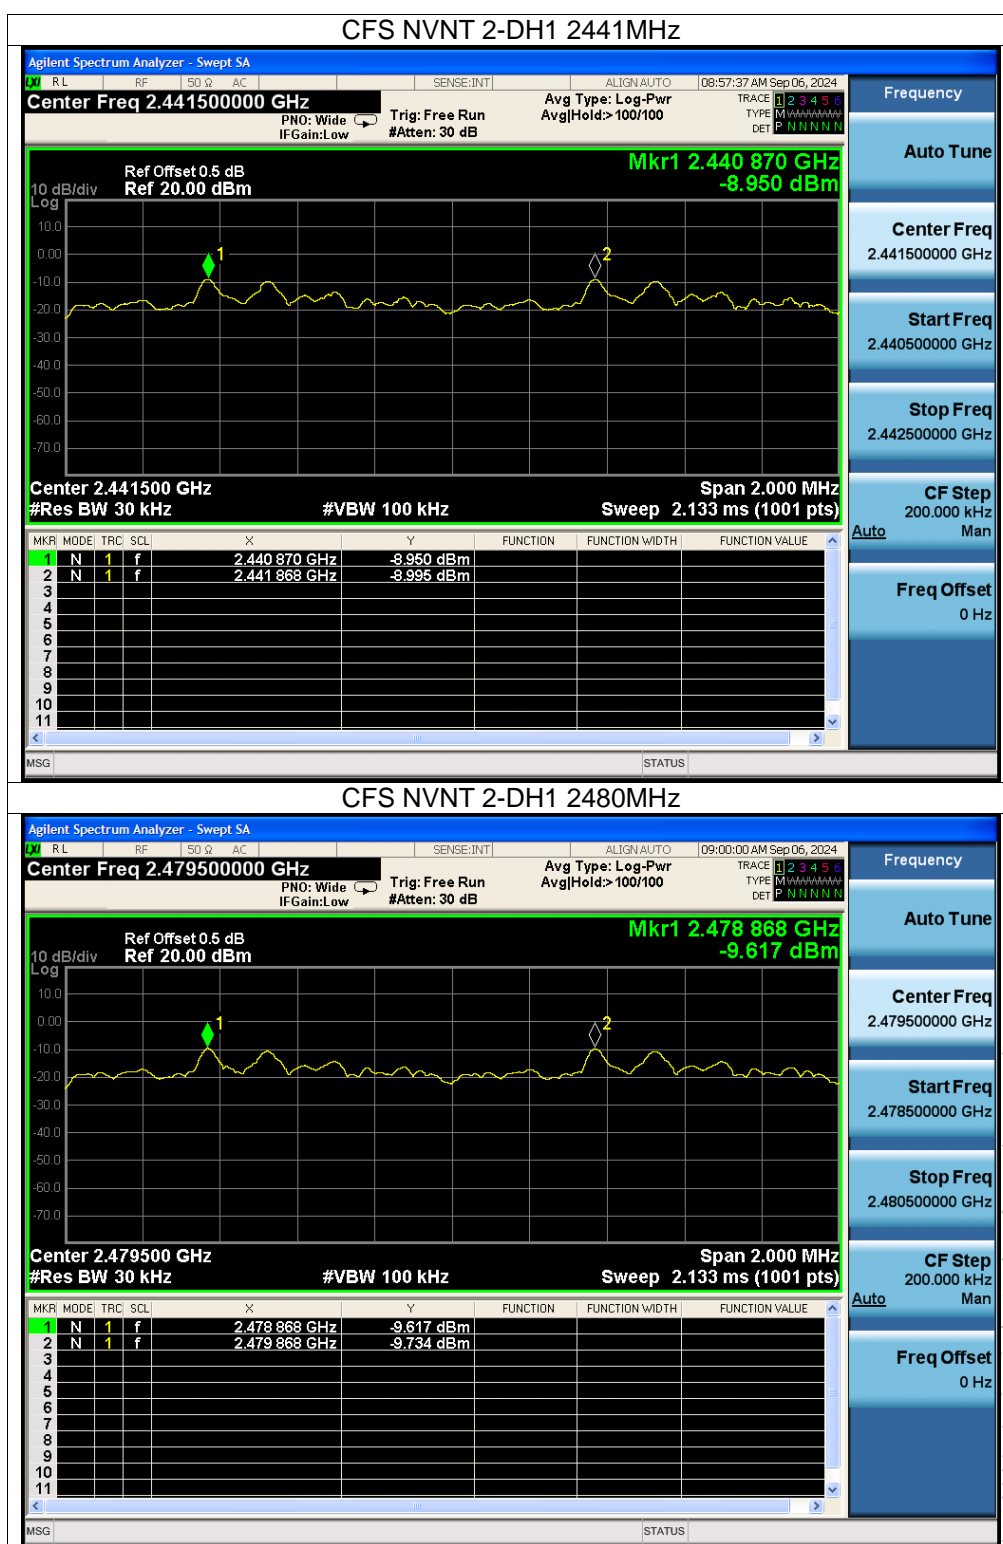 CFS NVNT 2-DH1 2441MHz
Agilent Spectrum Analyzer - Swept SA
LXI RL RF 50 Ω AC SENSE:INT ALIGN AUTO 08:57:37 AM Sep 06, 2024
Center Freq 2.441500000 GHz Avg Type: Log-Pwr TRACE 1 2 3 4 5 6
PNO: Wide Trig: Free Run Avg|Hold:>100/100 TYPE M W W W W W
IFGain:Low #Atten: 30 dB DET P N N N N N
Mkr1 2.440 870 GHz
-8.950 dBm
Ref Offset 0.5 dB
10 dB/div Ref 20.00 dBm
Log
10.0
0.00
-10.0
-20.0
-30.0
-40.0
-50.0
-60.0
-70.0
1
2
Center 2.441500 GHz Span 2.000 MHz
#Res BW 30 kHz #VBW 100 kHz Sweep 2.133 ms (1001 pts)
MKR MODE TRC SCL X Y FUNCTION FUNCTION WIDTH FUNCTION VALUE
1 N 1 f 2.440 870 GHz -8.950 dBm
2 N 1 f 2.441 868 GHz -8.995 dBm
3
4
5
6
7
8
9
10
11
MSG STATUS
Frequency
Auto Tune
Center Freq
2.441500000 GHz
Start Freq
2.440500000 GHz
Stop Freq
2.442500000 GHz
CF Step
200.000 kHz
Auto Man
Freq Offset
0 Hz
CFS NVNT 2-DH1 2480MHz
Agilent Spectrum Analyzer - Swept SA
LXI RL RF 50 Ω AC SENSE:INT ALIGN AUTO 09:00:00 AM Sep 06, 2024
Center Freq 2.479500000 GHz Avg Type: Log-Pwr TRACE 1 2 3 4 5 6
PNO: Wide Trig: Free Run Avg|Hold:>100/100 TYPE M W W W W W
IFGain:Low #Atten: 30 dB DET P N N N N N
Mkr1 2.478 868 GHz
-9.617 dBm
Ref Offset 0.5 dB
10 dB/div Ref 20.00 dBm
Log
10.0
0.00
-10.0
-20.0
-30.0
-40.0
-50.0
-60.0
-70.0
1
2
Center 2.479500 GHz Span 2.000 MHz
#Res BW 30 kHz #VBW 100 kHz Sweep 2.133 ms (1001 pts)
MKR MODE TRC SCL X Y FUNCTION FUNCTION WIDTH FUNCTION VALUE
1 N 1 f 2.478 868 GHz -9.617 dBm
2 N 1 f 2.479 868 GHz -9.734 dBm
3
4
5
6
7
8
9
10
11
MSG STATUS
Frequency
Auto Tune
Center Freq
2.479500000 GHz
Start Freq
2.478500000 GHz
Stop Freq
2.480500000 GHz
CF Step
200.000 kHz
Auto Man
Freq Offset
0 Hz